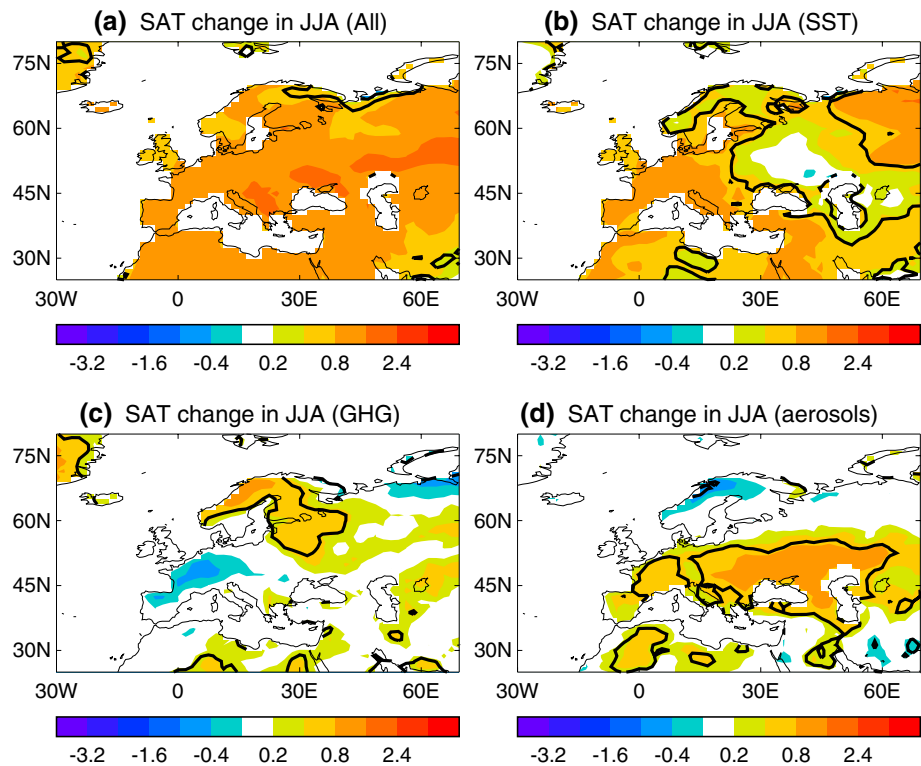 (a) SAT change in JJA (All)
(b) SAT change in JJA (SST)
75N
60N
45N
30N
30W 0 30E 60E
75N
60N
45N
30N
30W 0 30E 60E
-3.2 -1.6 -0.4 0.2 0.8 2.4
-3.2 -1.6 -0.4 0.2 0.8 2.4
(c) SAT change in JJA (GHG)
(d) SAT change in JJA (aerosols)
75N
60N
45N
30N
30W 0 30E 60E
75N
60N
45N
30N
30W 0 30E 60E
-3.2 -1.6 -0.4 0.2 0.8 2.4
-3.2 -1.6 -0.4 0.2 0.8 2.4